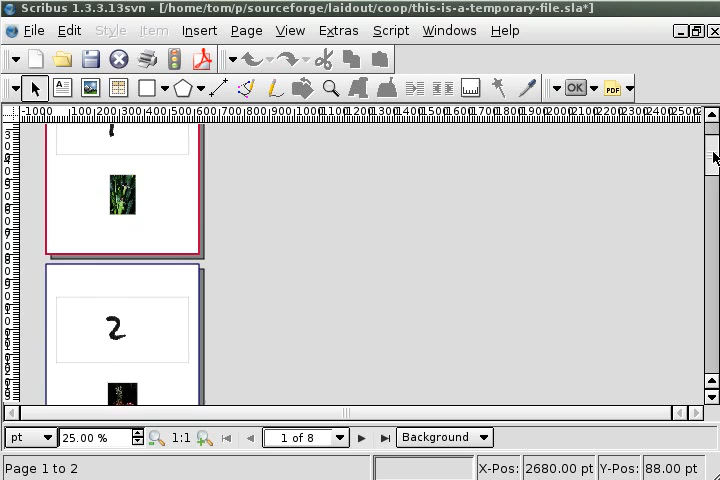 Scribus 1.3.3.13svn - [/home/tom/p/sourceforge/laidout/coop/this-is-a-temporary-file.sla*]
File Edit Style Item Insert Page View Extras Script Windows Help
OK PDF
2
pt 25.00 % 1:1 1 of 8 Background
Page 1 to 2 X-Pos: 2680.00 pt Y-Pos: 88.00 pt